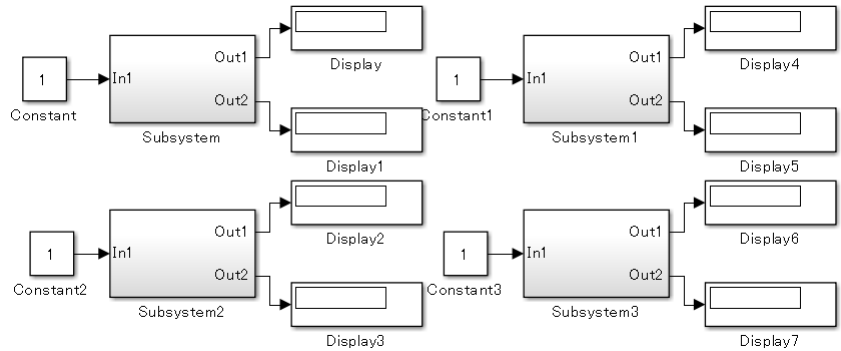 1
Constant
In1
Out1
Out2
Subsystem
Display
Display1
1
Constant1
In1
Out1
Out2
Subsystem1
Display4
Display5
1
Constant2
In1
Out1
Out2
Subsystem2
Display2
Display3
1
Constant3
In1
Out1
Out2
Subsystem3
Display6
Display7